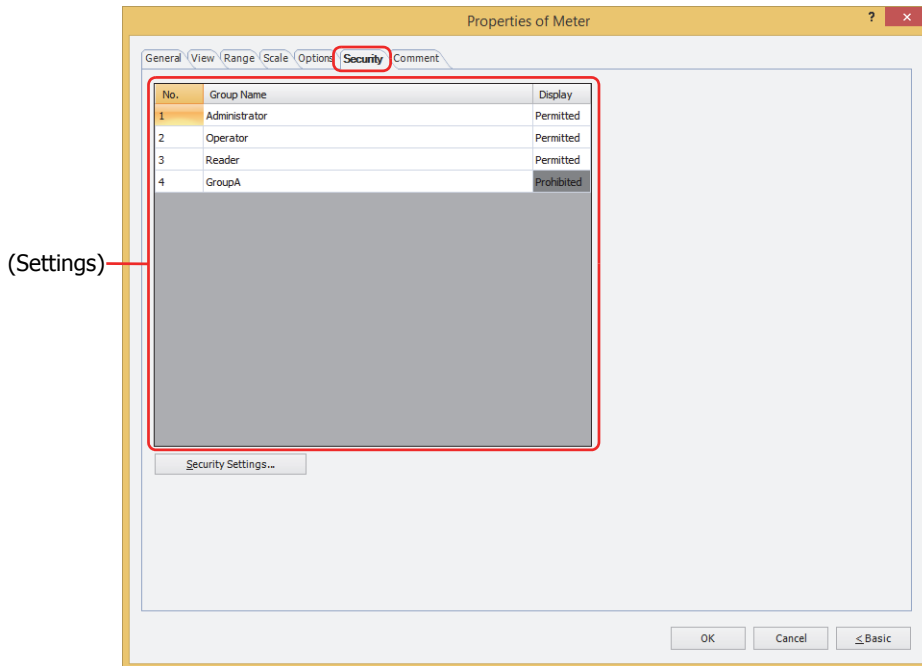 Properties of Meter ? ×
General View Range Scale Options Security Comment
No. Group Name Display
1 Administrator Permitted
2 Operator Permitted
3 Reader Permitted
4 GroupA Prohibited
(Settings)
Security Settings...
OK Cancel < Basic